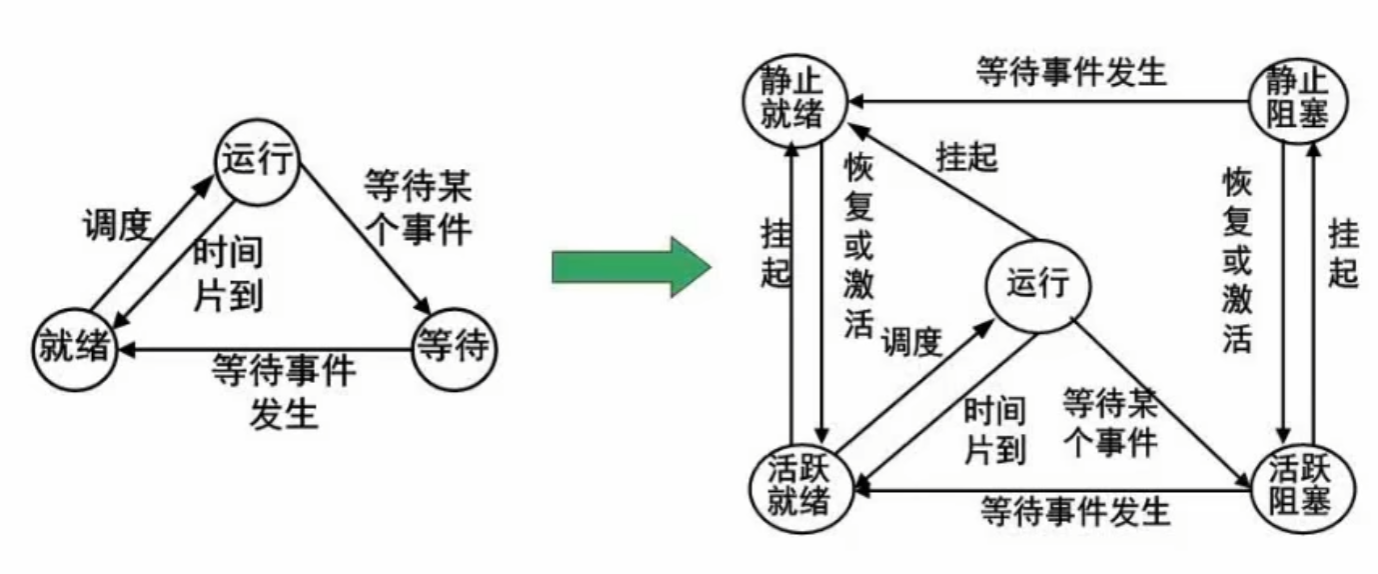 运行
调度
等待某
个事件
时间
片到
就绪
等待
等待事件
发生
静止
就绪
等待事件发生
静止
阻塞
挂起
恢复或激活
挂起
运行
恢复或激活
挂起
调度
时间
片到
等待某
个事件
活跃
就绪
等待事件发生
活跃
阻塞